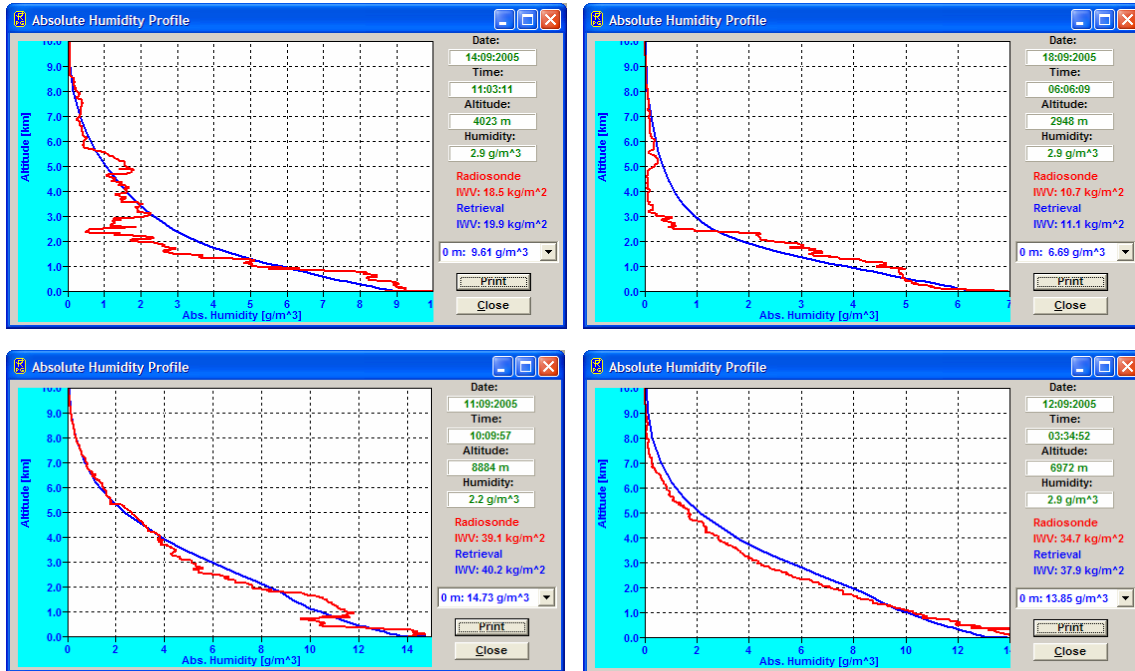 Absolute Humidity Profile
10.0
9.0
8.0
7.0
6.0
5.0
4.0
3.0
2.0
1.0
0.0
Altitude [km]
0 1 2 3 4 5 6 7 8 9 10
Abs. Humidity [g/m^3]
Date:
14:09:2005
Time:
11:03:11
Altitude:
4023 m
Humidity:
2.9 g/m^3
Radiosonde
IWV: 18.5 kg/m^2
Retrieval
IWV: 19.9 kg/m^2
0 m: 9.61 g/m^3
Print
Close
Absolute Humidity Profile
10.0
9.0
8.0
7.0
6.0
5.0
4.0
3.0
2.0
1.0
0.0
Altitude [km]
0 1 2 3 4 5 6 7
Abs. Humidity [g/m^3]
Date:
18:09:2005
Time:
06:06:09
Altitude:
2948 m
Humidity:
2.9 g/m^3
Radiosonde
IWV: 10.7 kg/m^2
Retrieval
IWV: 11.1 kg/m^2
0 m: 6.69 g/m^3
Print
Close
Absolute Humidity Profile
10.0
9.0
8.0
7.0
6.0
5.0
4.0
3.0
2.0
1.0
0.0
Altitude [km]
0 2 4 6 8 10 12 14
Abs. Humidity [g/m^3]
Date:
11:09:2005
Time:
10:09:57
Altitude:
8884 m
Humidity:
2.2 g/m^3
Radiosonde
IWV: 39.1 kg/m^2
Retrieval
IWV: 40.2 kg/m^2
0 m: 14.73 g/m^3
Print
Close
Absolute Humidity Profile
10.0
9.0
8.0
7.0
6.0
5.0
4.0
3.0
2.0
1.0
0.0
Altitude [km]
0 2 4 6 8 10 12 14
Abs. Humidity [g/m^3]
Date:
12:09:2005
Time:
03:34:52
Altitude:
6972 m
Humidity:
2.9 g/m^3
Radiosonde
IWV: 34.7 kg/m^2
Retrieval
IWV: 37.9 kg/m^2
0 m: 13.85 g/m^3
Print
Close